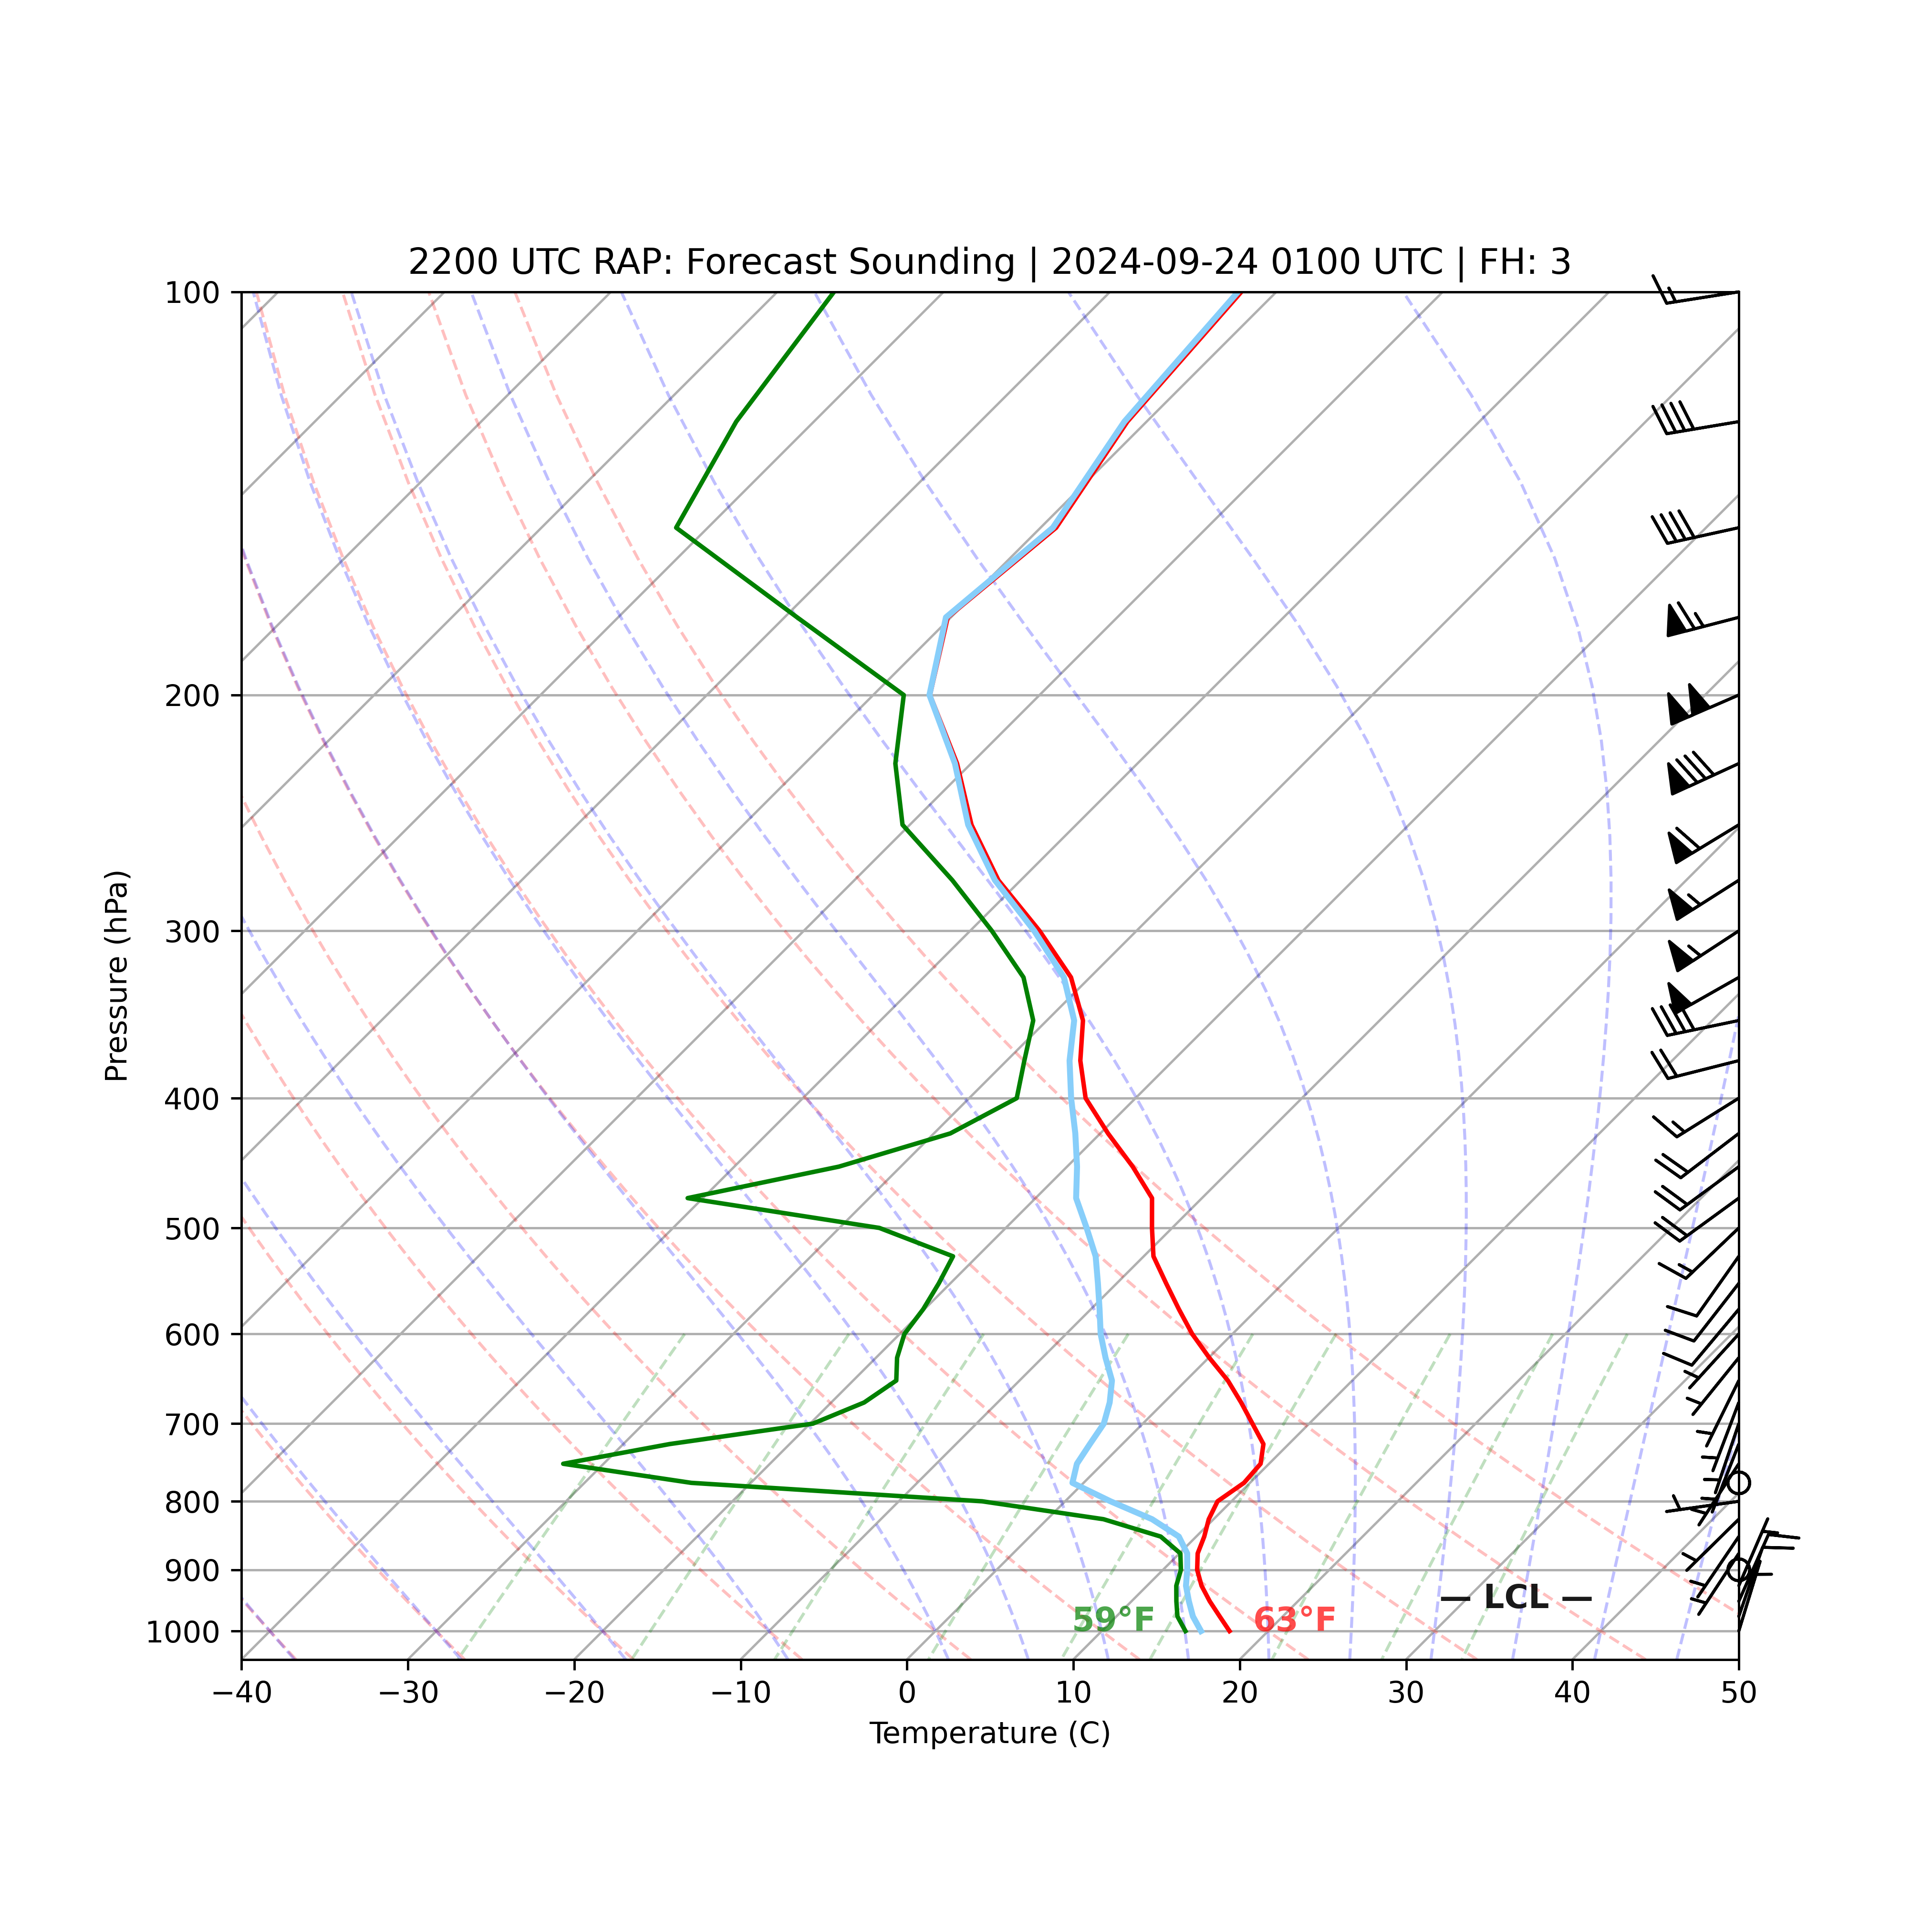 2200 UTC RAP: Forecast Sounding | 2024-09-24 0100 UTC | FH: 3
100
200
300
400
500
600
700
800
900
1000
Pressure (hPa)
— LCL —
59°F
63°F
−40 −30 −20 −10 0 10 20 30 40 50
Temperature (C)